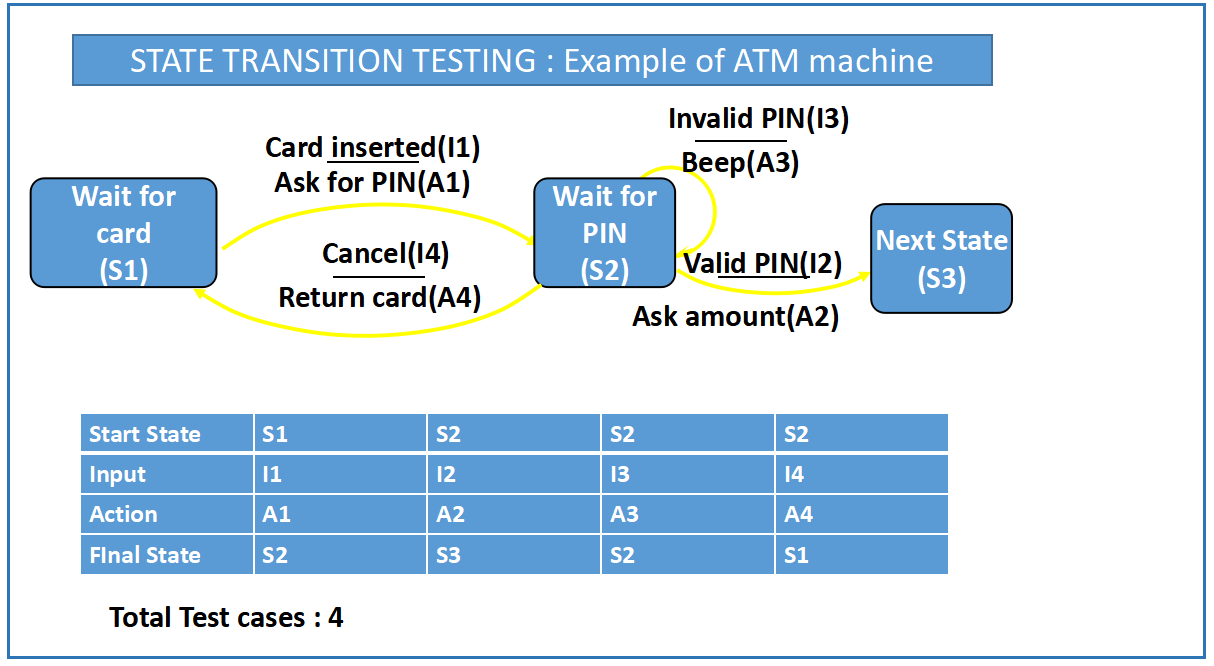 STATE TRANSITION TESTING : Example of ATM machine
Invalid PIN(I3)
Beep(A3)
Card inserted(I1)
Ask for PIN(A1)
Wait for
card
(S1)
Wait for
PIN
(S2)
Next State
(S3)
Cancel(I4)
Return card(A4)
Valid PIN(I2)
Ask amount(A2)
Start State S1 S2 S2 S2
Input I1 I2 I3 I4
Action A1 A2 A3 A4
FInal State S2 S3 S2 S1
Total Test cases : 4